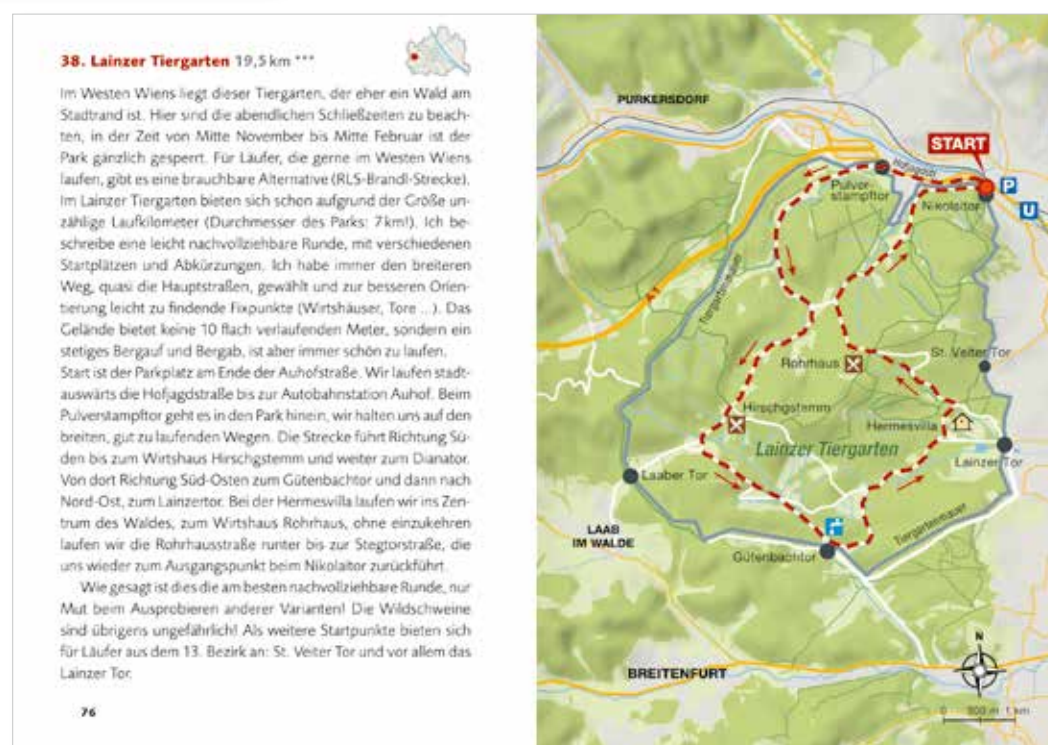 38. Lainzer Tiergarten 19,5 km ***
Im Westen Wiens liegt dieser Tiergarten, der eher ein Wald am
Stadtrand ist. Hier sind die abendlichen Schließzeiten zu beach-
ten, in der Zeit von Mitte November bis Mitte Februar ist der
Park gänzlich gesperrt. Für Läufer, die gerne im Westen Wiens
laufen, gibt es eine brauchbare Alternative (RLS-Brandl-Strecke).
Im Lainzer Tiergarten bieten sich schon aufgrund der Größe un-
zählige Laufkilometer (Durchmesser des Parks: 7 km!). Ich be-
schreibe eine leicht nachvollziehbare Runde, mit verschiedenen
Startplätzen und Abkürzungen. Ich habe immer den breiteren
Weg, quasi die Hauptstraßen, gewählt und zur besseren Orien-
tierung leicht zu findende Fixpunkte (Wirtshäuser, Tore ...). Das
Gelände bietet keine 10 flach verlaufenden Meter, sondern ein
stetiges Bergauf und Bergab, ist aber immer schön zu laufen.
Start ist der Parkplatz am Ende der Auhofstraße. Wir laufen stadt-
auswärts die Hofjagdstraße bis zur Autobahnstation Auhof. Beim
Pulverstampftor geht es in den Park hinein, wir halten uns auf den
breiten, gut zu laufenden Wegen. Die Strecke führt Richtung Sü-
den bis zum Wirtshaus Hirschgstemm und weiter zum Dianator.
Von dort Richtung Süd-Osten zum Gütenbachtor und dann nach
Nord-Ost, zum Lainzertor. Bei der Hermesvilla laufen wir ins Zen-
trum des Waldes, zum Wirtshaus Rohrhaus, ohne einzukehren
laufen wir die Rohrhausstraße runter bis zur Stegtorstraße, die
uns wieder zum Ausgangspunkt beim Nikolaitor zurückführt.
Wie gesagt ist dies die am besten nachvollziehbare Runde, nur
Mut beim Ausprobieren anderer Varianten! Die Wildschweine
sind übrigens ungefährlich! Als weitere Startpunkte bieten sich
für Läufer aus dem 13. Bezirk an: St. Veiter Tor und vor allem das
Lainzer Tor.
76
PURKERSDORF
START
P
U
Pulver-
stampftor
Nikolaitor
A1
Tiergartenmauer
Rohrhaus
St. Veiter Tor
Hirschgstemm
Hermesvilla
Lainzer Tiergarten
Lainzer Tor
Laaber Tor
LAAB
IM WALDE
Tiergartenmauer
Gütenbachtor
BREITENFURT
N
0 500 m 1 km